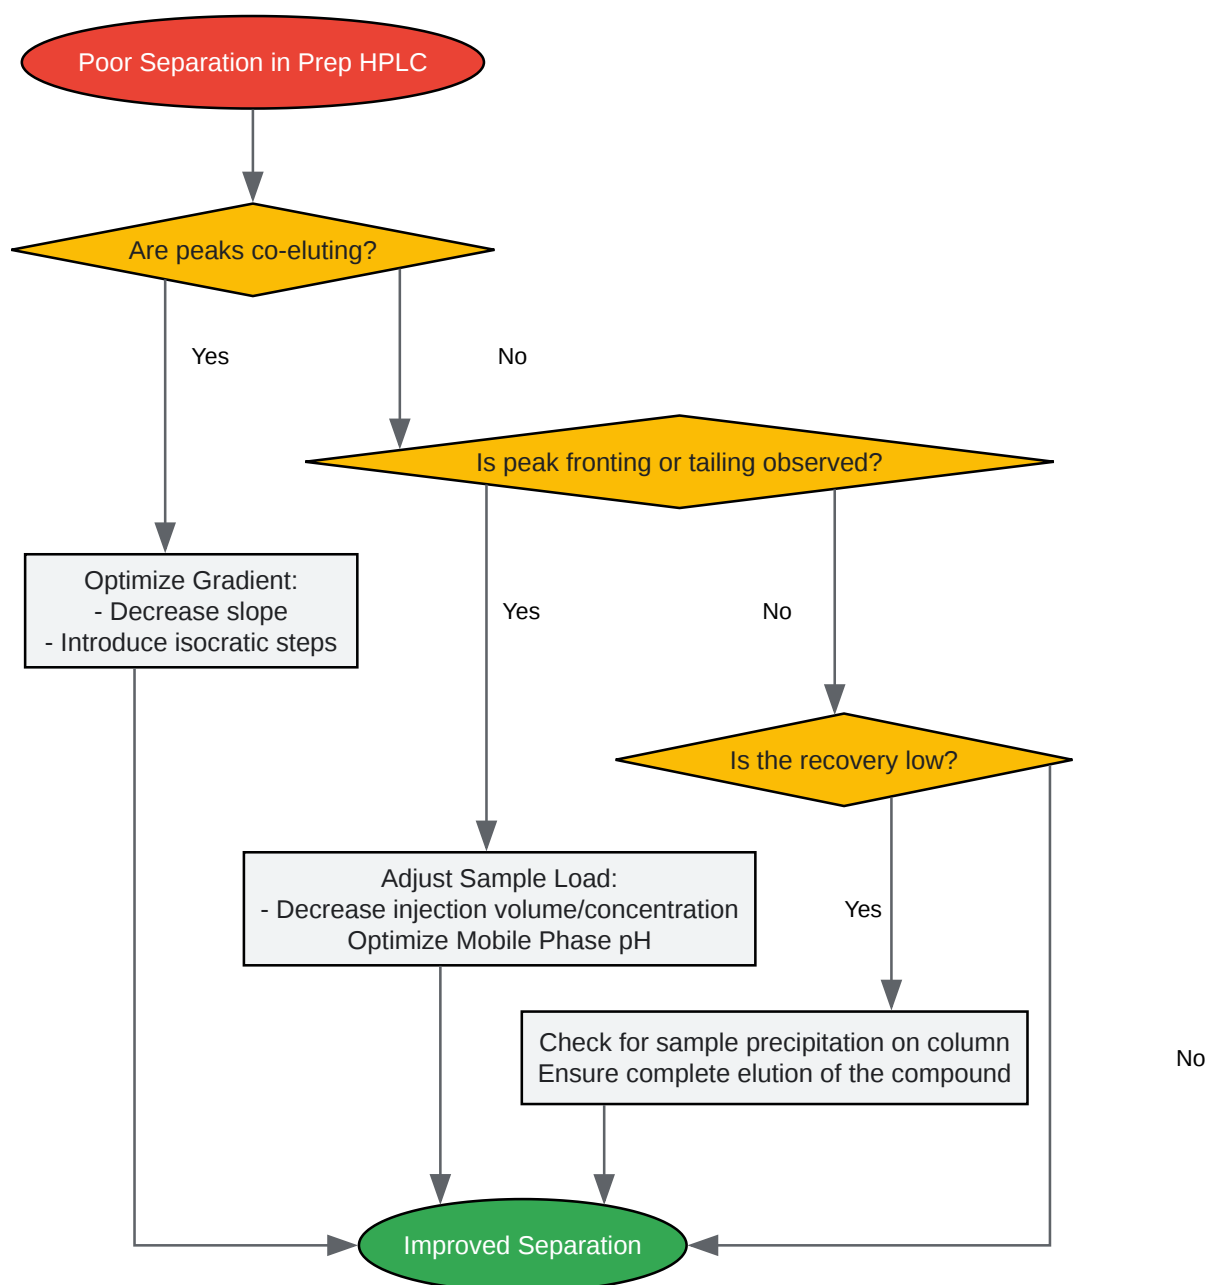 Poor Separation in Prep HPLC
Are peaks co-eluting?
Yes
No
Is peak fronting or tailing observed?
Optimize Gradient:
- Decrease slope
- Introduce isocratic steps
Yes
No
Is the recovery low?
Adjust Sample Load:
- Decrease injection volume/concentration
Optimize Mobile Phase pH
Yes
Check for sample precipitation on column
Ensure complete elution of the compound
No
Improved Separation